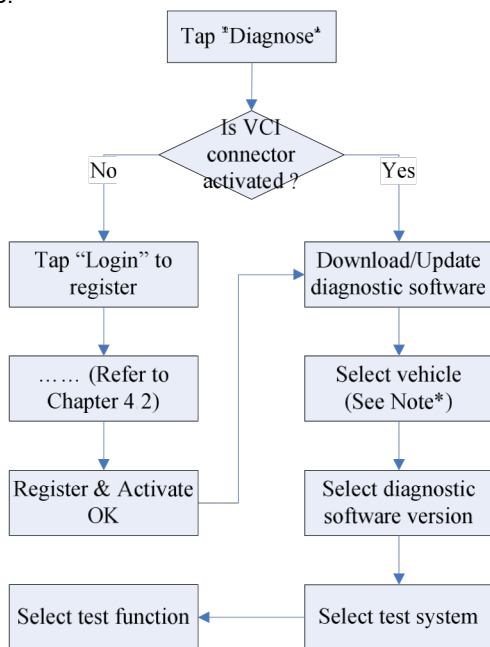 Tap "Diagnose"
Is VCI
connector
activated ?
No
Yes
Tap “Login” to
register
Download/Update
diagnostic software
…… (Refer to
Chapter 4.2)
Select vehicle
(See Note*)
Register & Activate
OK
Select diagnostic
software version
Select test function
Select test system